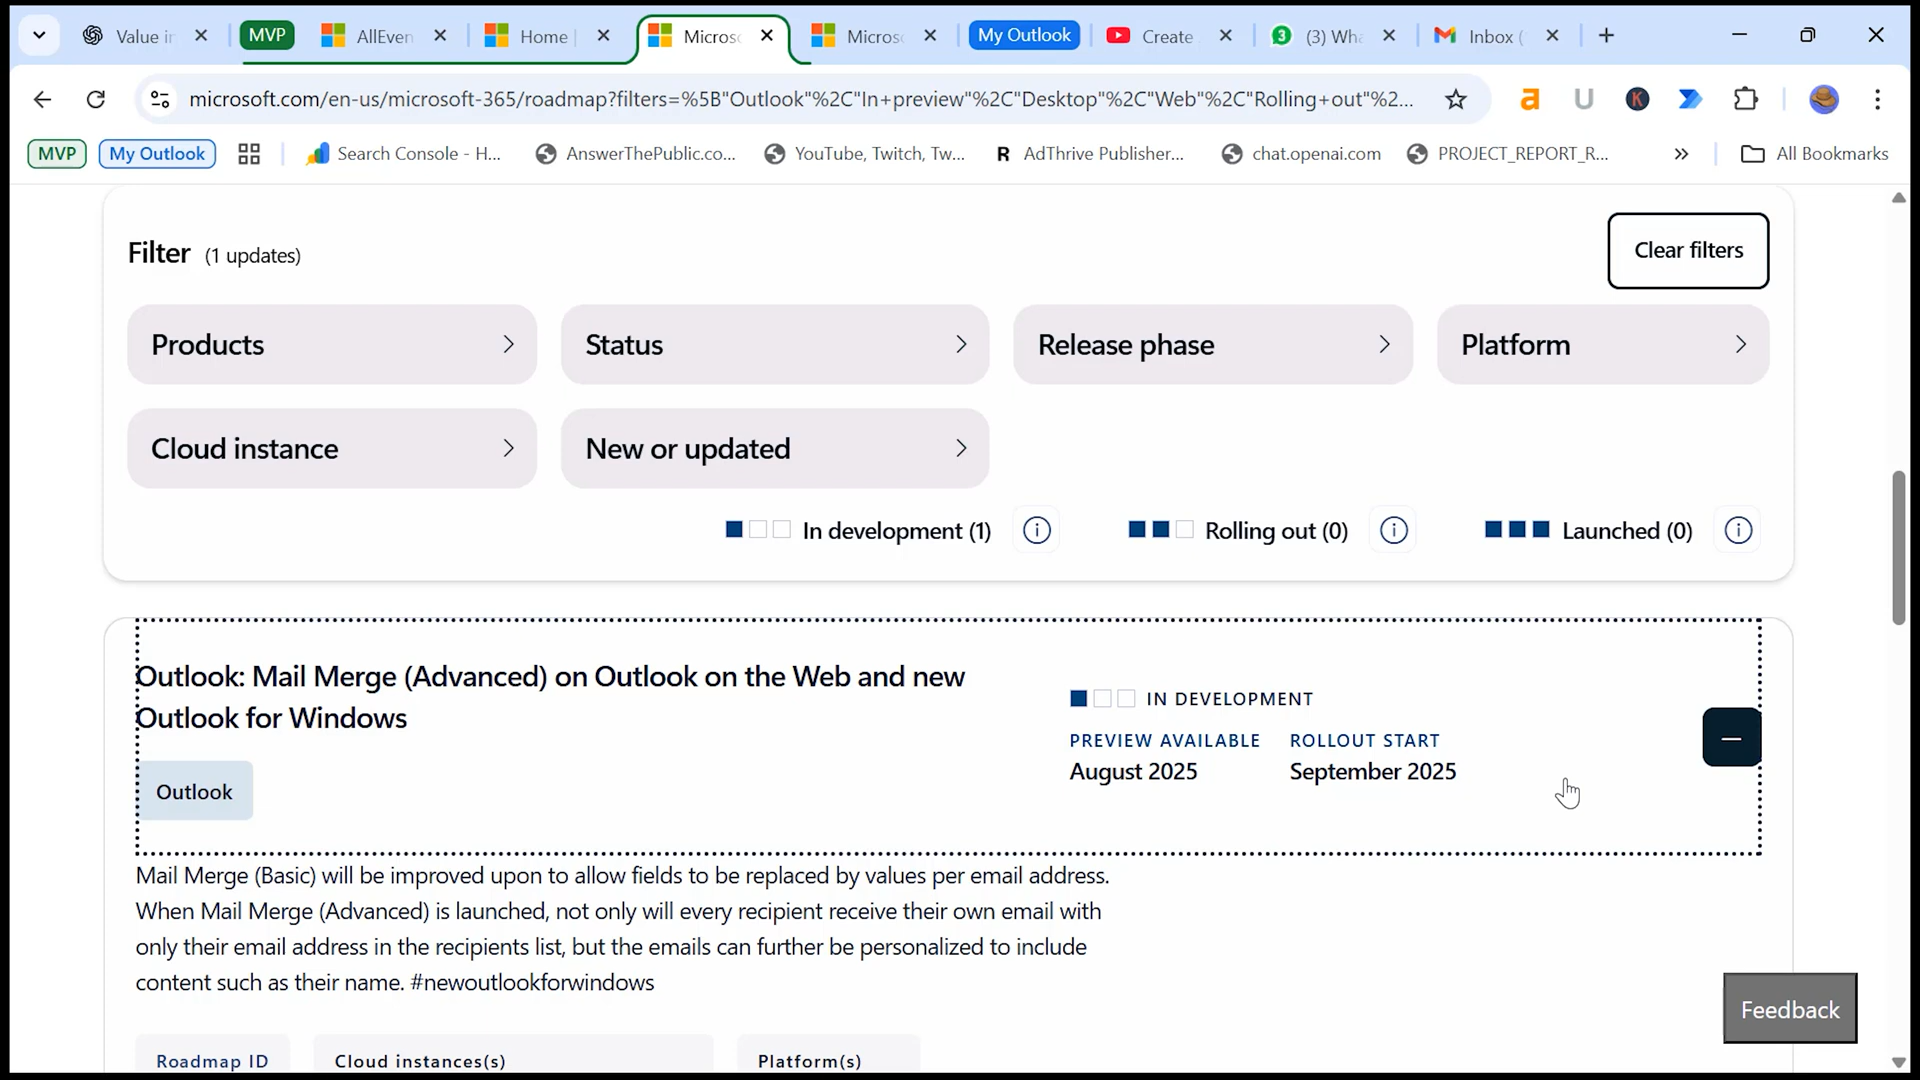 Value in
MVP
AllEven
Home |
Micros
Micros
My Outlook
Create
3
(3) Wha
Inbox (
microsoft.com/en-us/microsoft-365/roadmap?filters=%5B"Outlook"%2C"In+preview"%2C"Desktop"%2C"Web"%2C"Rolling+out"%2...
a
U
K
MVP
My Outlook
Search Console - H...
AnswerThePublic.co...
YouTube, Twitch, Tw...
R
AdThrive Publisher...
chat.openai.com
PROJECT_REPORT_R...
»
All Bookmarks
Filter (1 updates)
Clear filters
Products
Status
Release phase
Platform
Cloud instance
New or updated
In development (1)
Rolling out (0)
Launched (0)
Outlook: Mail Merge (Advanced) on Outlook on the Web and new
Outlook for Windows
Outlook
IN DEVELOPMENT
PREVIEW AVAILABLE
August 2025
ROLLOUT START
September 2025
Mail Merge (Basic) will be improved upon to allow fields to be replaced by values per email address.
When Mail Merge (Advanced) is launched, not only will every recipient receive their own email with
only their email address in the recipients list, but the emails can further be personalized to include
content such as their name. #newoutlookforwindows
Feedback
Roadmap ID
Cloud instances(s)
Platform(s)